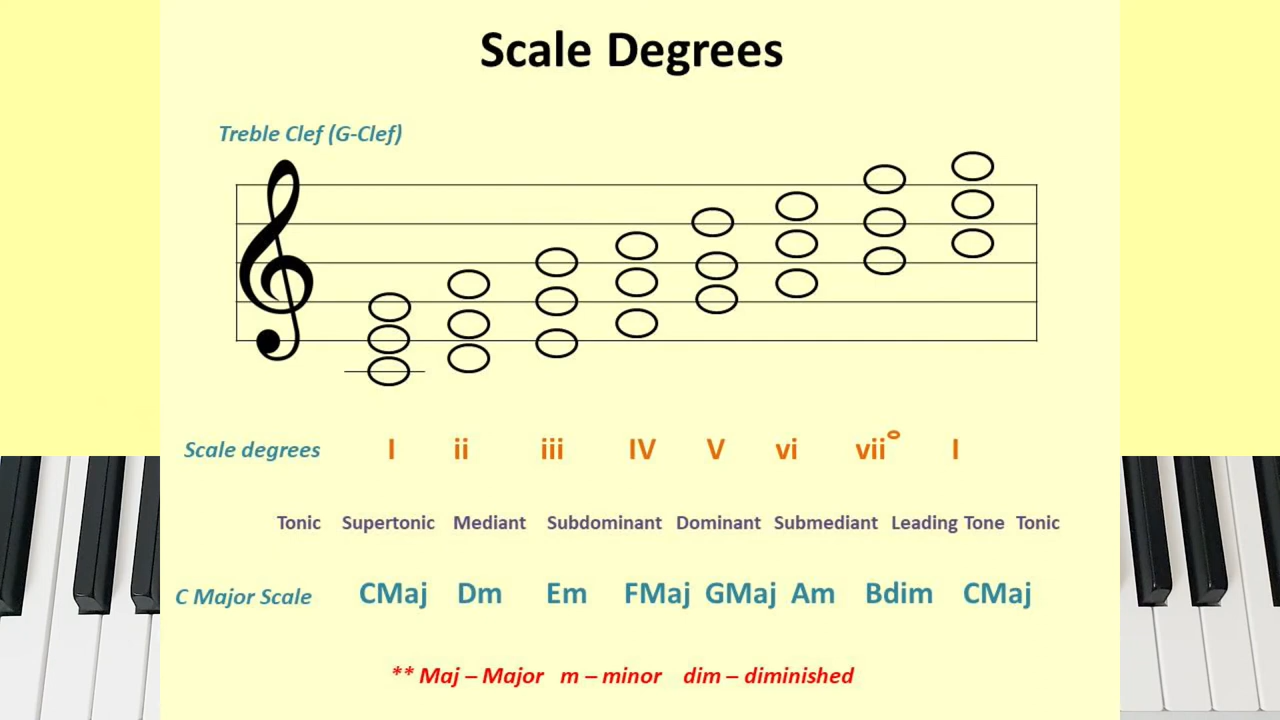 Scale Degrees
Treble Clef (G-Clef)
Scale degrees I ii iii IV V vi vii° I
Tonic Supertonic Mediant Subdominant Dominant Submediant Leading Tone Tonic
C Major Scale CMaj Dm Em FMaj GMaj Am Bdim CMaj
** Maj – Major m – minor dim – diminished